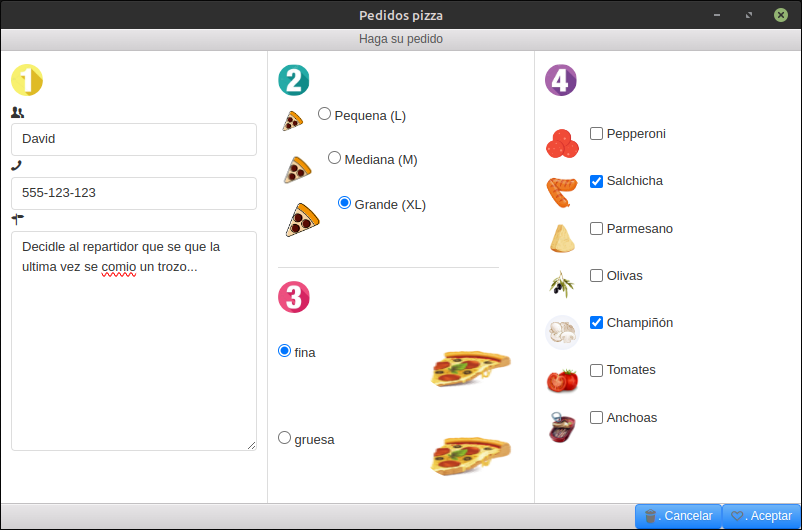 Pedidos pizza
Haga su pedido
1
David
555-123-123
Decidle al repartidor que se que la
ultima vez se comio un trozo...
2
Pequena (L)
Mediana (M)
Grande (XL)
3
fina
gruesa
4
Pepperoni
Salchicha
Parmesano
Olivas
Champiñón
Tomates
Anchoas
. Cancelar
. Aceptar